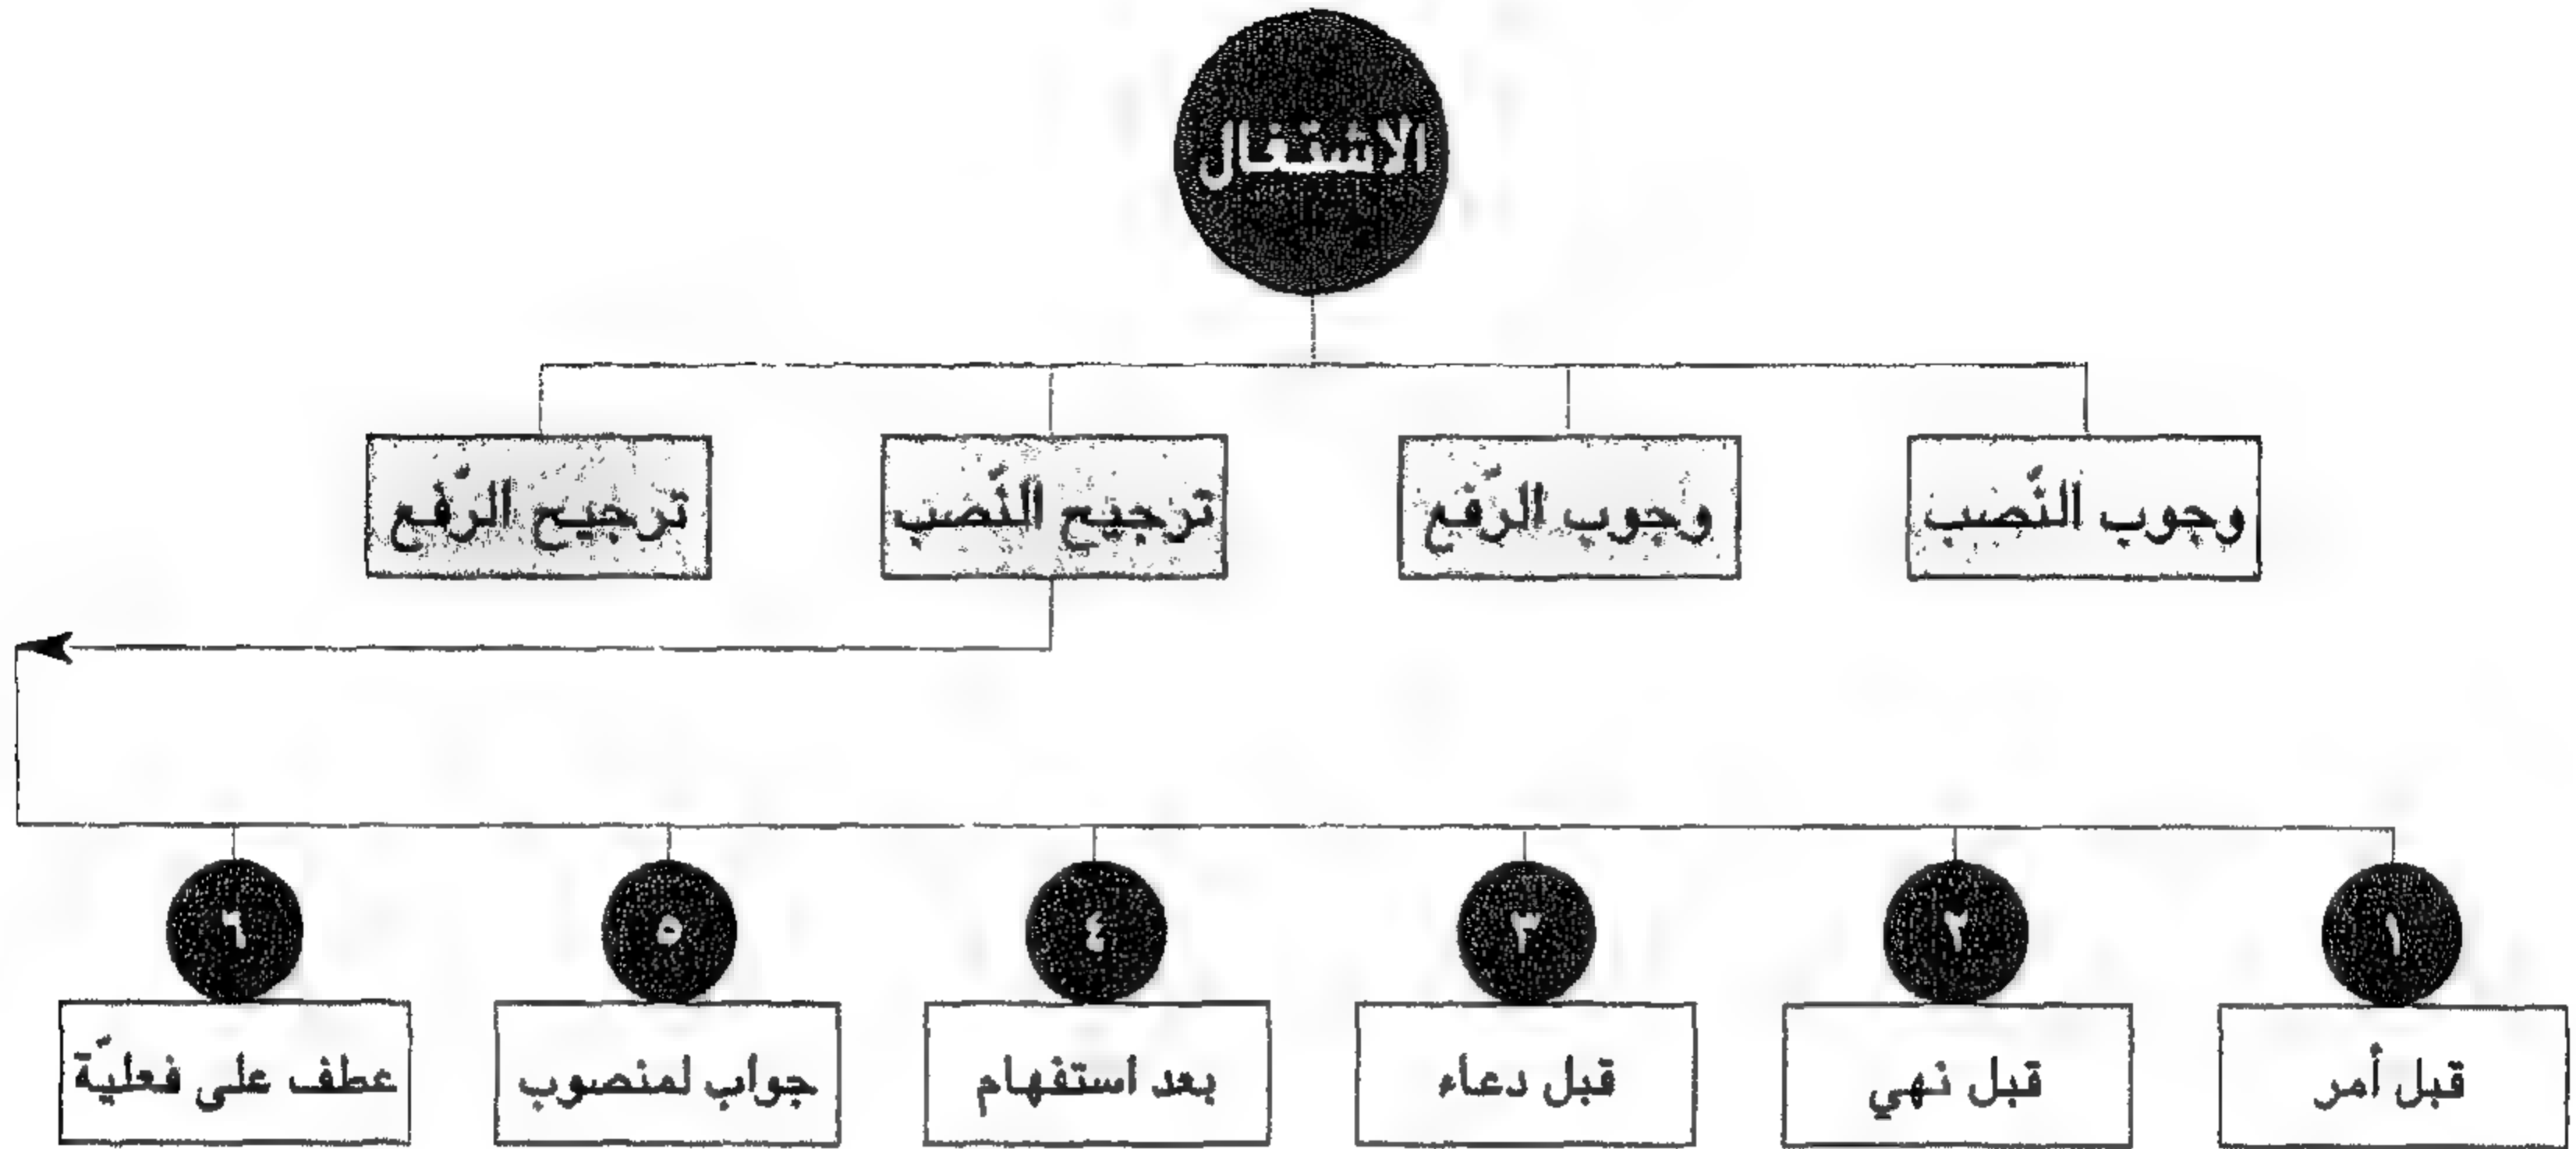 الاشتغال
وجوب النّصب
وجوب الرّفع
ترجيح النّصب
ترجيح الرّفع
١
٢
٣
٤
٥
٦
قبل أمر
قبل نهي
قبل دعاء
بعد استفهام
جواب لمنصوب
عطف على فعليّة